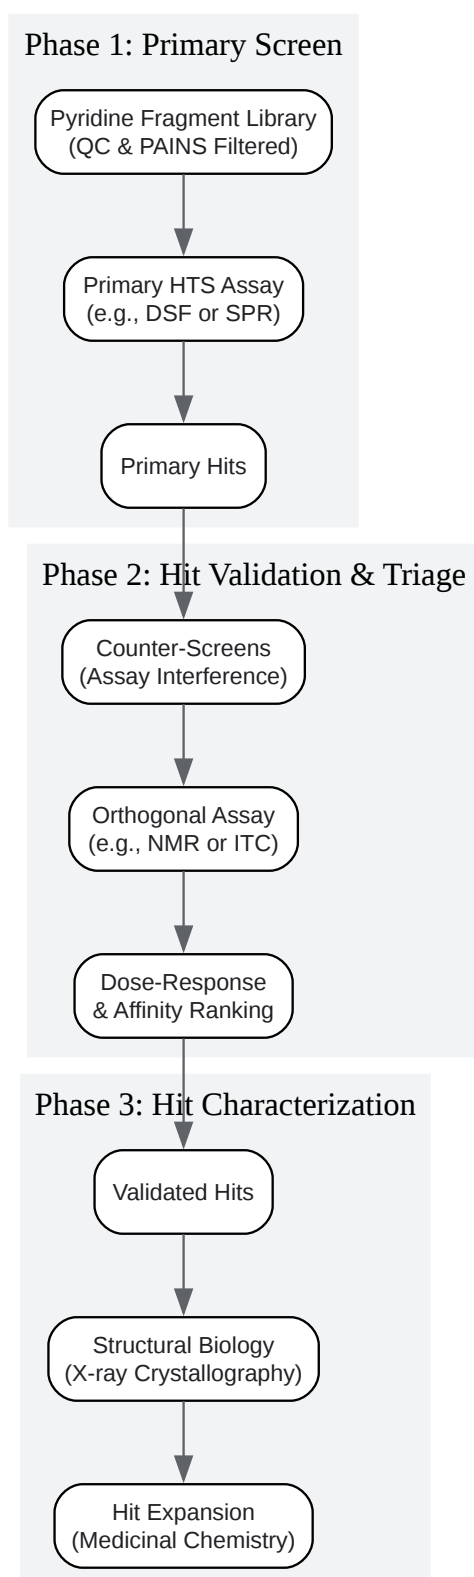 Phase 1: Primary Screen
Pyridine Fragment Library
(QC & PAINS Filtered)
Primary HTS Assay
(e.g., DSF or SPR)
Primary Hits
Phase 2: Hit Validation & Triage
Counter-Screens
(Assay Interference)
Orthogonal Assay
(e.g., NMR or ITC)
Dose-Response
& Affinity Ranking
Phase 3: Hit Characterization
Validated Hits
Structural Biology
(X-ray Crystallography)
Hit Expansion
(Medicinal Chemistry)